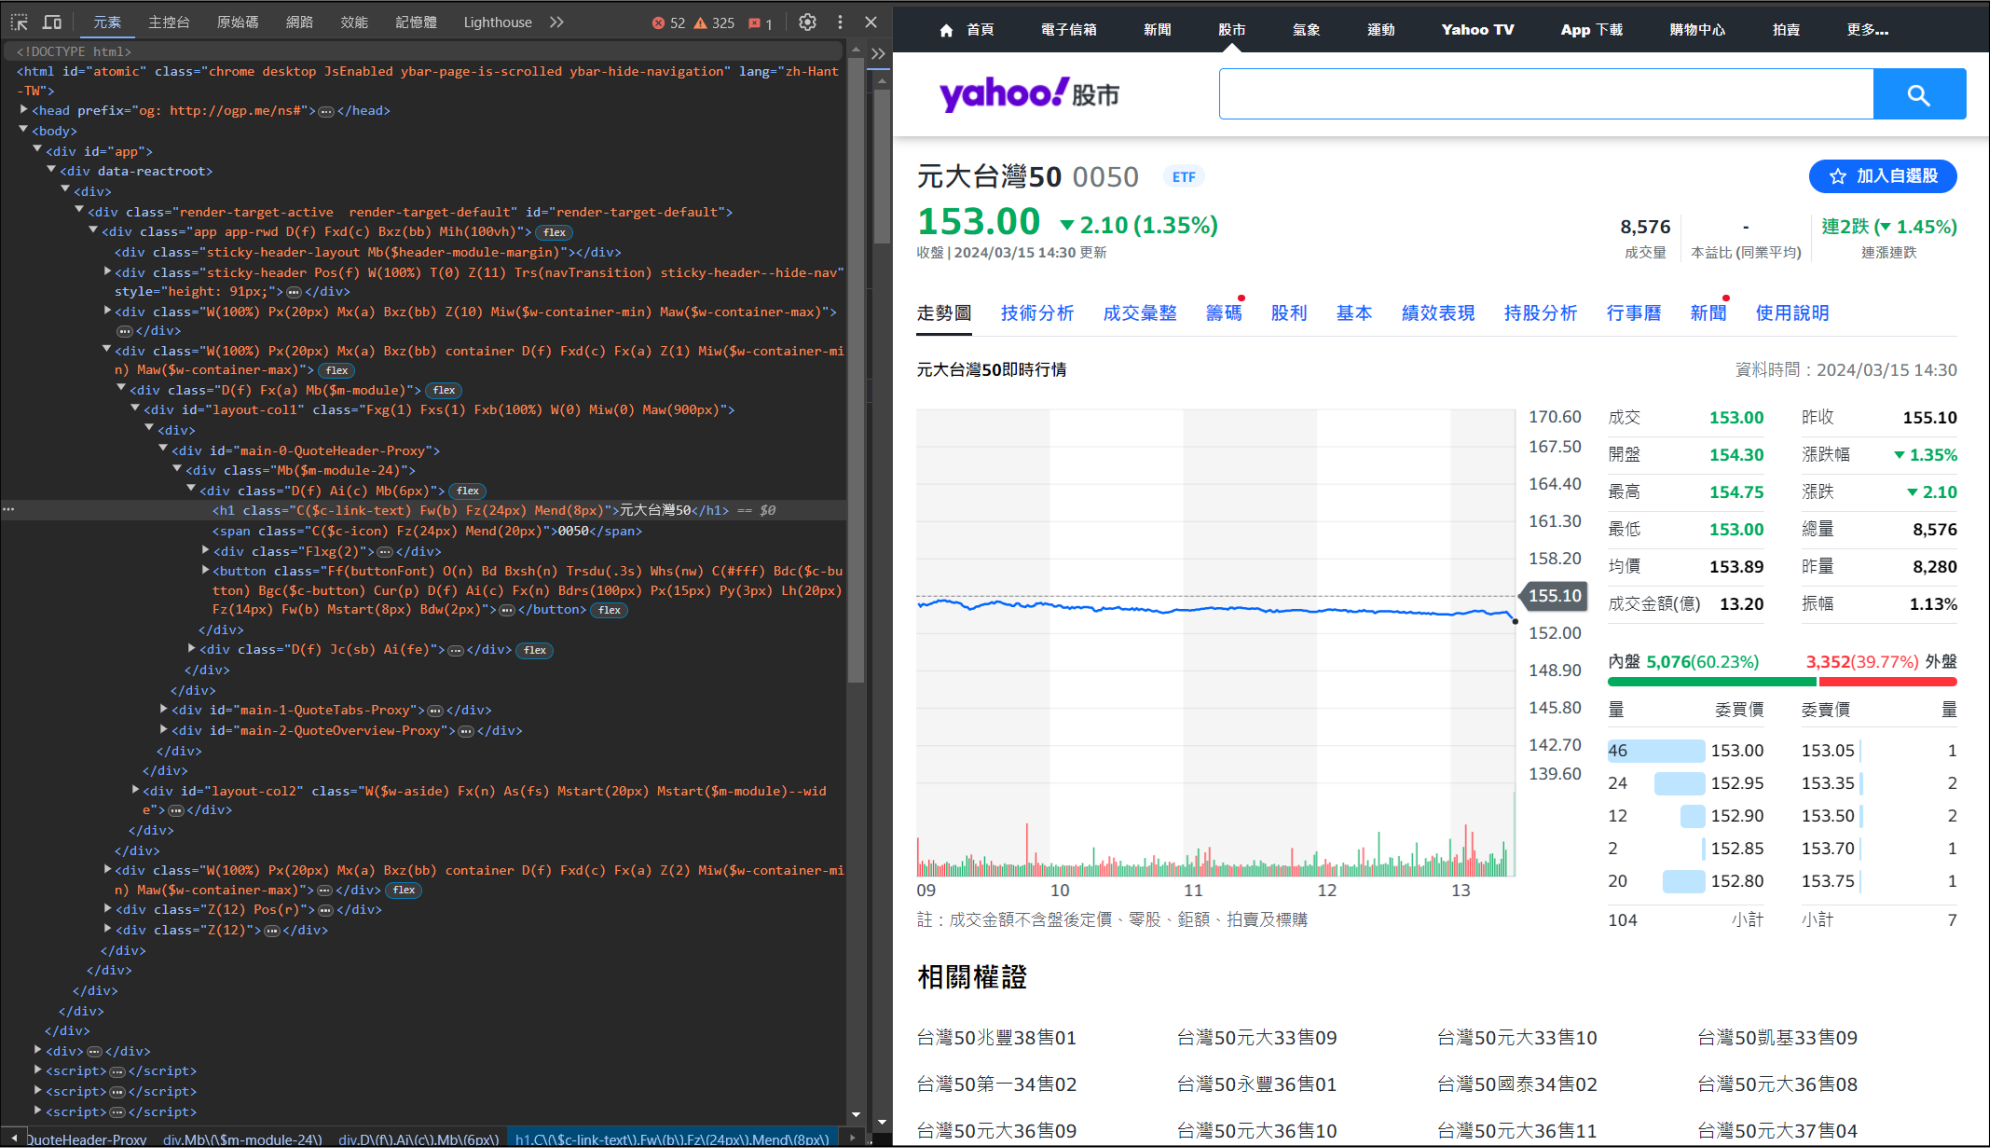 元素 主控台 原始碼 網路 效能 記憶體 Lighthouse 52 325 1
<!DOCTYPE html>
<html id="atomic" class="chrome desktop JsEnabled ybar-page-is-scrolled ybar-hide-navigation" lang="zh-Hant
-TW">
<head prefix="og: http://ogp.me/ns#">…</head>
<body>
<div id="app">
<div data-reactroot>
<div>
<div class="render-target-active  render-target-default" id="render-target-default">
<div class="app app-rwd D(f) Fxd(c) Bxz(bb) Mih(100vh)"> flex
<div class="sticky-header-layout Mb($header-module-margin)"></div>
<div class="sticky-header Pos(f) W(100%) T(0) Z(11) Trs(navTransition) sticky-header--hide-nav"
style="height: 91px;">…</div>
<div class="W(100%) Px(20px) Mx(a) Bxz(bb) Z(10) Miw($w-container-min) Maw($w-container-max)">
…</div>
<div class="W(100%) Px(20px) Mx(a) Bxz(bb) container D(f) Fxd(c) Fx(a) Z(1) Miw($w-container-mi
n) Maw($w-container-max)"> flex
<div class="D(f) Fx(a) Mb($m-module)"> flex
<div id="layout-col1" class="Fxg(1) Fxs(1) Fxb(100%) W(0) Miw(0) Maw(900px)">
<div>
<div id="main-0-QuoteHeader-Proxy">
<div class="Mb($m-module-24)">
<div class="D(f) Ai(c) Mb(6px)"> flex
<h1 class="C($c-link-text) Fw(b) Fz(24px) Mend(8px)">元大台灣50</h1> == $0
<span class="C($c-icon) Fz(24px) Mend(20px)">0050</span>
<div class="Flxg(2)">…</div>
<button class="Ff(buttonFont) O(n) Bd Bxsh(n) Trsdu(.3s) Whs(nw) C(#fff) Bdc($c-bu
tton) Bgc($c-button) Cur(p) D(f) Ai(c) Fx(n) Bdrs(100px) Px(15px) Py(3px) Lh(20px)
Fz(14px) Fw(b) Mstart(8px) Bdw(2px)">…</button> flex
</div>
<div class="D(f) Jc(sb) Ai(fe)">…</div> flex
</div>
</div>
<div id="main-1-QuoteTabs-Proxy">…</div>
<div id="main-2-QuoteOverview-Proxy">…</div>
</div>
</div>
<div id="layout-col2" class="W($w-aside) Fx(n) As(fs) Mstart(20px) Mstart($m-module)--wid
e">…</div>
</div>
</div>
<div class="W(100%) Px(20px) Mx(a) Bxz(bb) container D(f) Fxd(c) Fx(a) Z(2) Miw($w-container-mi
n) Maw($w-container-max)">…</div> flex
<div class="Z(12) Pos(r)">…</div>
<div class="Z(12)">…</div>
</div>
</div>
</div>
</div>
</div>
<div>…</div>
<script>…</script>
<script>…</script>
<script>…</script>
QuoteHeader-Proxy div.Mb\(\$m-module-24\) div.D\(f\).Ai\(c\).Mb\(6px\) h1.C\(\$c-link-text\).Fw\(b\).Fz\(24px\).Mend\(8px\)
首頁 電子信箱 新聞 股市 氣象 運動 Yahoo TV App 下載 購物中心 拍賣 更多...
yahoo!股市
元大台灣50 0050 ETF 加入自選股
153.00 ▼2.10 (1.35%)
收盤 | 2024/03/15 14:30 更新
8,576 - 連2跌 (▼ 1.45%)
成交量 本益比 (同業平均) 連漲連跌
走勢圖 技術分析 成交彙整 籌碼 股利 基本 績效表現 持股分析 行事曆 新聞 使用說明
元大台灣50即時行情 資料時間：2024/03/15 14:30
170.60
167.50
164.40
161.30
158.20
155.10
152.00
148.90
145.80
142.70
139.60
09 10 11 12 13
註：成交金額不含盤後定價、零股、鉅額、拍賣及標購
成交 153.00 昨收 155.10
開盤 154.30 漲跌幅 ▼ 1.35%
最高 154.75 漲跌 ▼ 2.10
最低 153.00 總量 8,576
均價 153.89 昨量 8,280
成交金額(億) 13.20 振幅 1.13%
內盤 5,076(60.23%) 3,352(39.77%) 外盤
量 委買價 委賣價 量
46 153.00 153.05 1
24 152.95 153.35 2
12 152.90 153.50 2
2 152.85 153.70 1
20 152.80 153.75 1
104 小計 小計 7
相關權證
台灣50兆豐38售01 台灣50元大33售09 台灣50元大33售10 台灣50凱基33售09
台灣50第一34售02 台灣50永豐36售01 台灣50國泰34售02 台灣50元大36售08
台灣50元大36售09 台灣50元大36售10 台灣50元大36售11 台灣50元大37售04